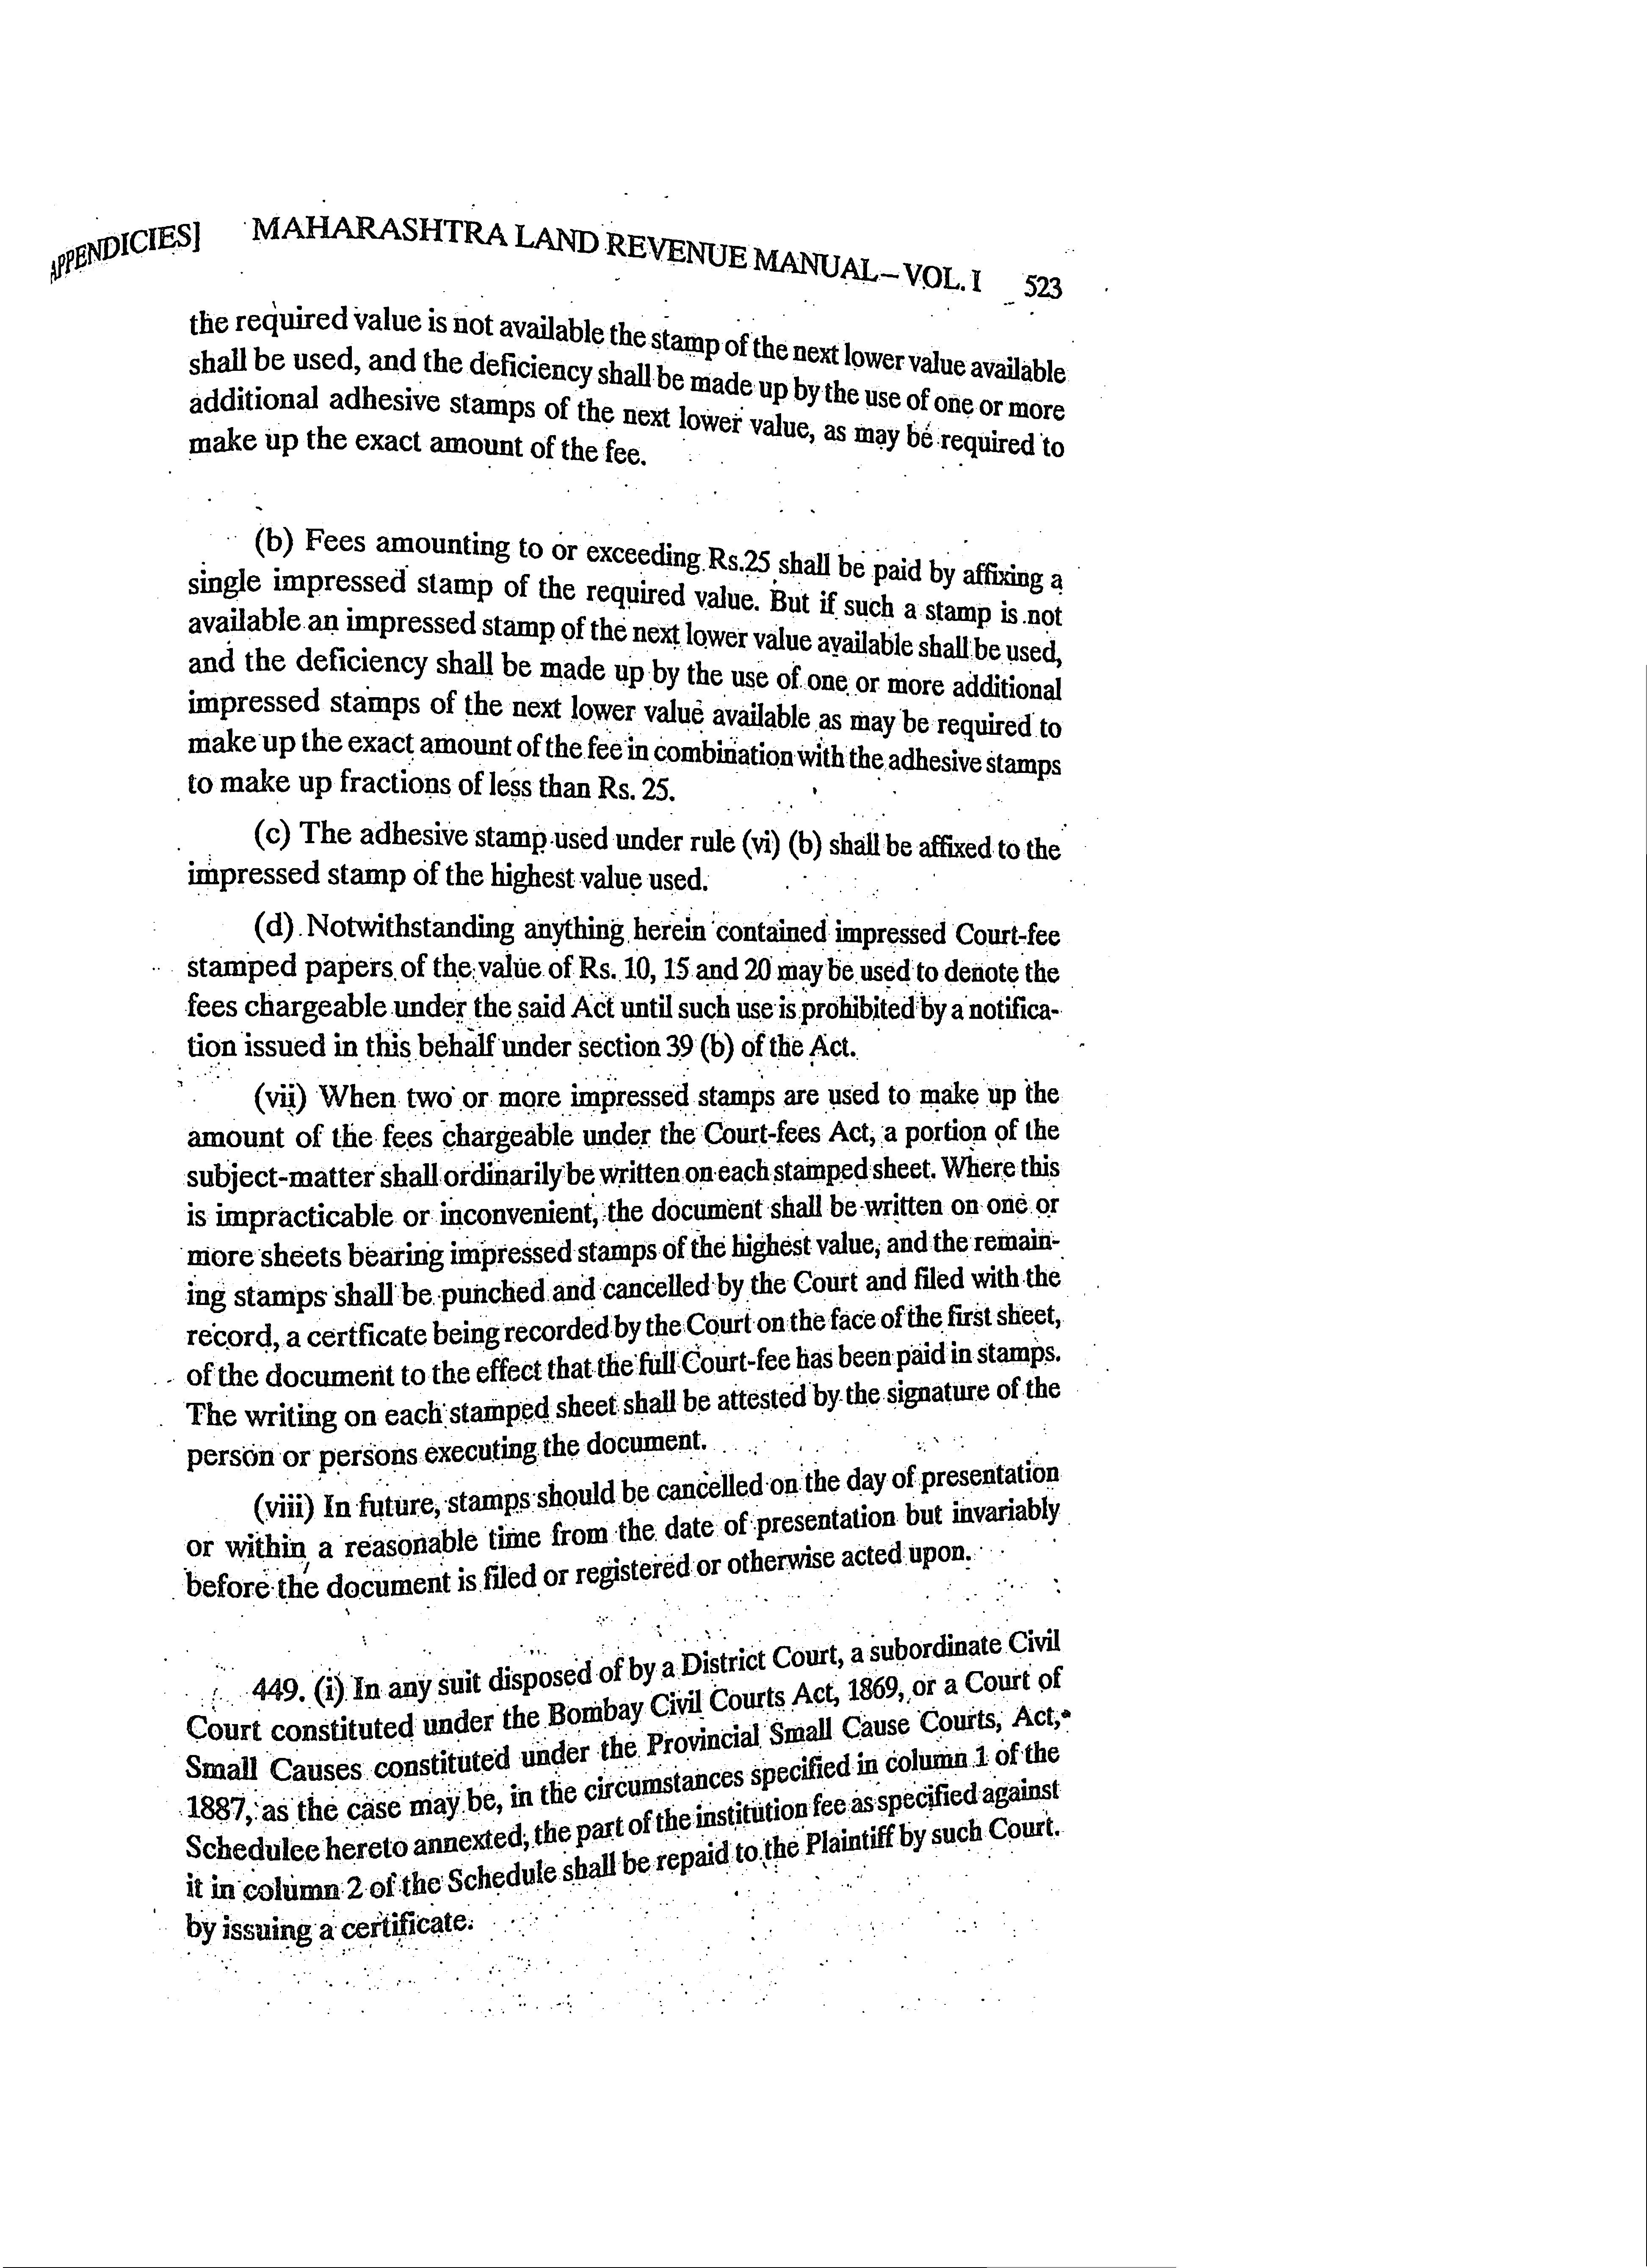 APPENDICIES] MAHARASHTRA LAND REVENUE MANUAL–VOL. I 523
the required value is not available the stamp of the next lower value available
shall be used, and the deficiency shall be made up by the use of one or more
additional adhesive stamps of the next lower value, as may be required to
make up the exact amount of the fee.
(b) Fees amounting to or exceeding Rs.25 shall be paid by affixing a
single impressed stamp of the required value. But if such a stamp is not
available an impressed stamp of the next lower value available shall be used,
and the deficiency shall be made up by the use of one or more additional
impressed stamps of the next lower value available as may be required to
make up the exact amount of the fee in combination with the adhesive stamps
to make up fractions of less than Rs. 25.
(c) The adhesive stamp used under rule (vi) (b) shall be affixed to the
impressed stamp of the highest value used.
(d) Notwithstanding anything herein contained impressed Court-fee
stamped papers of the value of Rs. 10, 15 and 20 may be used to denote the
fees chargeable under the said Act until such use is prohibited by a notifica-
tion issued in this behalf under section 39 (b) of the Act.
(vii) When two or more impressed stamps are used to make up the
amount of the fees chargeable under the Court-fees Act, a portion of the
subject-matter shall ordinarily be written on each stamped sheet. Where this
is impracticable or inconvenient, the document shall be written on one or
more sheets bearing impressed stamps of the highest value, and the remain-
ing stamps shall be punched and cancelled by the Court and filed with the
record, a certficate being recorded by the Court on the face of the first sheet,
of the document to the effect that the full Court-fee has been paid in stamps.
The writing on each stamped sheet shall be attested by the signature of the
person or persons executing the document.
(viii) In future, stamps should be cancelled on the day of presentation
or within a reasonable time from the date of presentation but invariably
before the document is filed or registered or otherwise acted upon.
449. (i) In any suit disposed of by a District Court, a subordinate Civil
Court constituted under the Bombay Civil Courts Act, 1869, or a Court of
Small Causes constituted under the Provincial Small Cause Courts, Act,
1887, as the case may be, in the circumstances specified in column 1 of the
Schedulee hereto annexted, the part of the institution fee as specified against
it in column 2 of the Schedule shall be repaid to the Plaintiff by such Court.
by issuing a certificate.